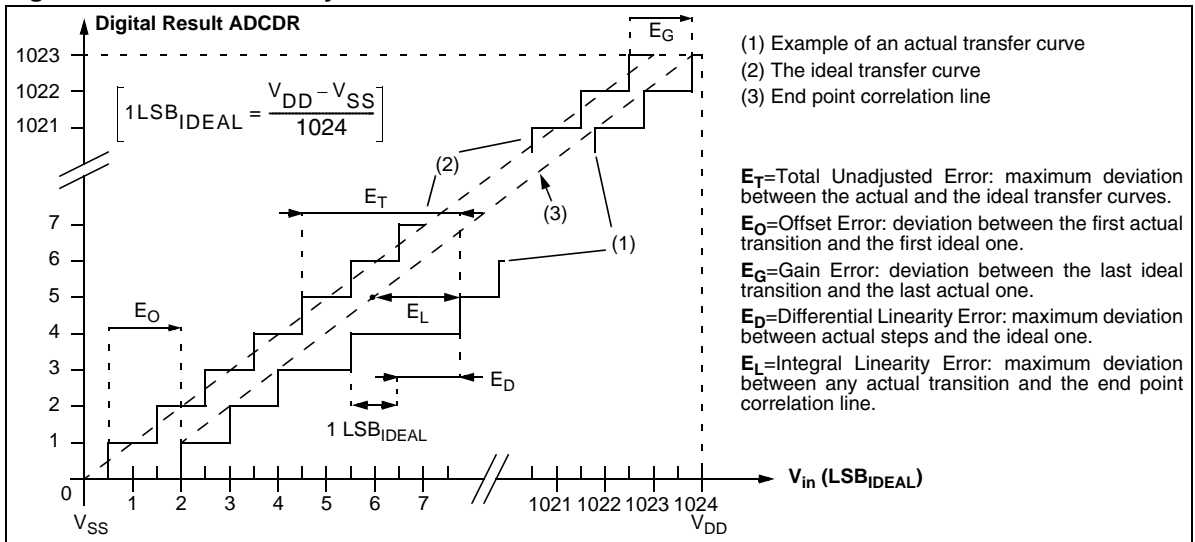 Digital Result ADCDR
E_G
1023
1022
1021
[1LSB_IDEAL = (V_DD – V_SS) / 1024]
(2)
E_T
(3)
(1)
7
6
5
4
3
2
1
0
E_O
E_L
E_D
1 LSB_IDEAL
1 2 3 4 5 6 7 1021 1022 1023 1024
V_SS
V_DD
V_in (LSB_IDEAL)
(1) Example of an actual transfer curve
(2) The ideal transfer curve
(3) End point correlation line
E_T=Total Unadjusted Error: maximum deviation
between the actual and the ideal transfer curves.
E_O=Offset Error: deviation between the first actual
transition and the first ideal one.
E_G=Gain Error: deviation between the last ideal
transition and the last actual one.
E_D=Differential Linearity Error: maximum deviation
between actual steps and the ideal one.
E_L=Integral Linearity Error: maximum deviation
between any actual transition and the end point
correlation line.